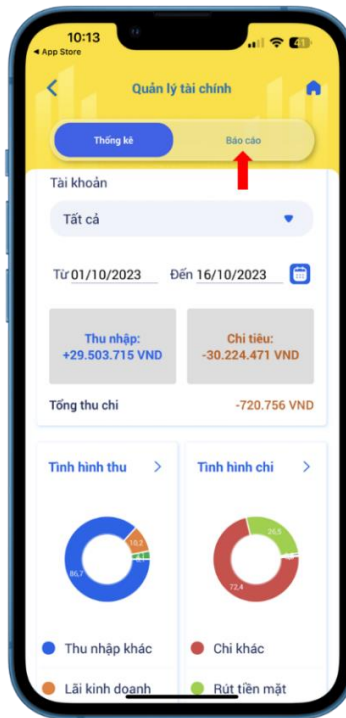 10:13
App Store
41
Quản lý tài chính
Thống kê
Báo cáo
Tài khoản
Tất cả
Từ 01/10/2023 Đến 16/10/2023
Thu nhập: Chi tiêu:
+29.503.715 VND -30.224.471 VND
Tổng thu chi -720.756 VND
Tình hình thu Tình hình chi
10,2
86,7
26,5
72,4
Thu nhập khác Chi khác
Lãi kinh doanh Rút tiền mặt